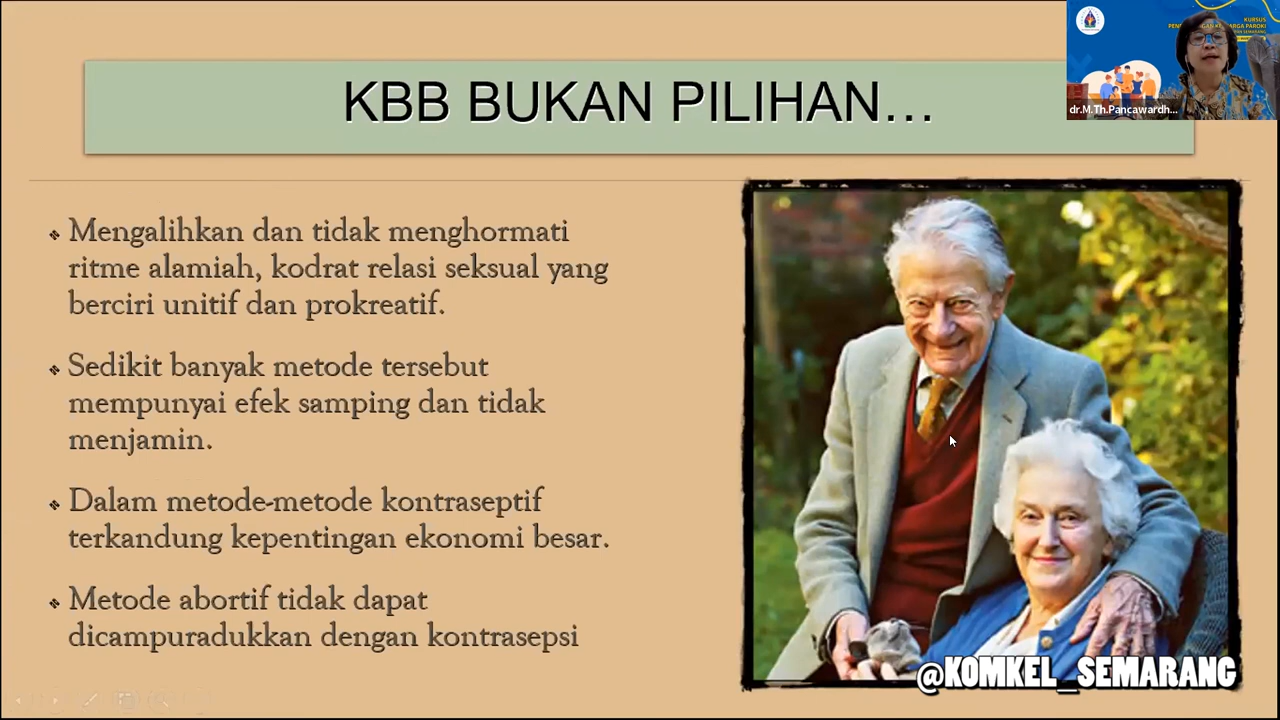 KBB BUKAN PILIHAN...
KURSUS
dr.M.Th.Pancawardh...
Mengalihkan dan tidak menghormati
ritme alamiah, kodrat relasi seksual yang
berciri unitif dan prokreatif.
Sedikit banyak metode tersebut
mempunyai efek samping dan tidak
menjamin.
Dalam metode-metode kontraseptif
terkandung kepentingan ekonomi besar.
Metode abortif tidak dapat
dicampuradukkan dengan kontrasepsi
@KOMKEL_SEMARANG